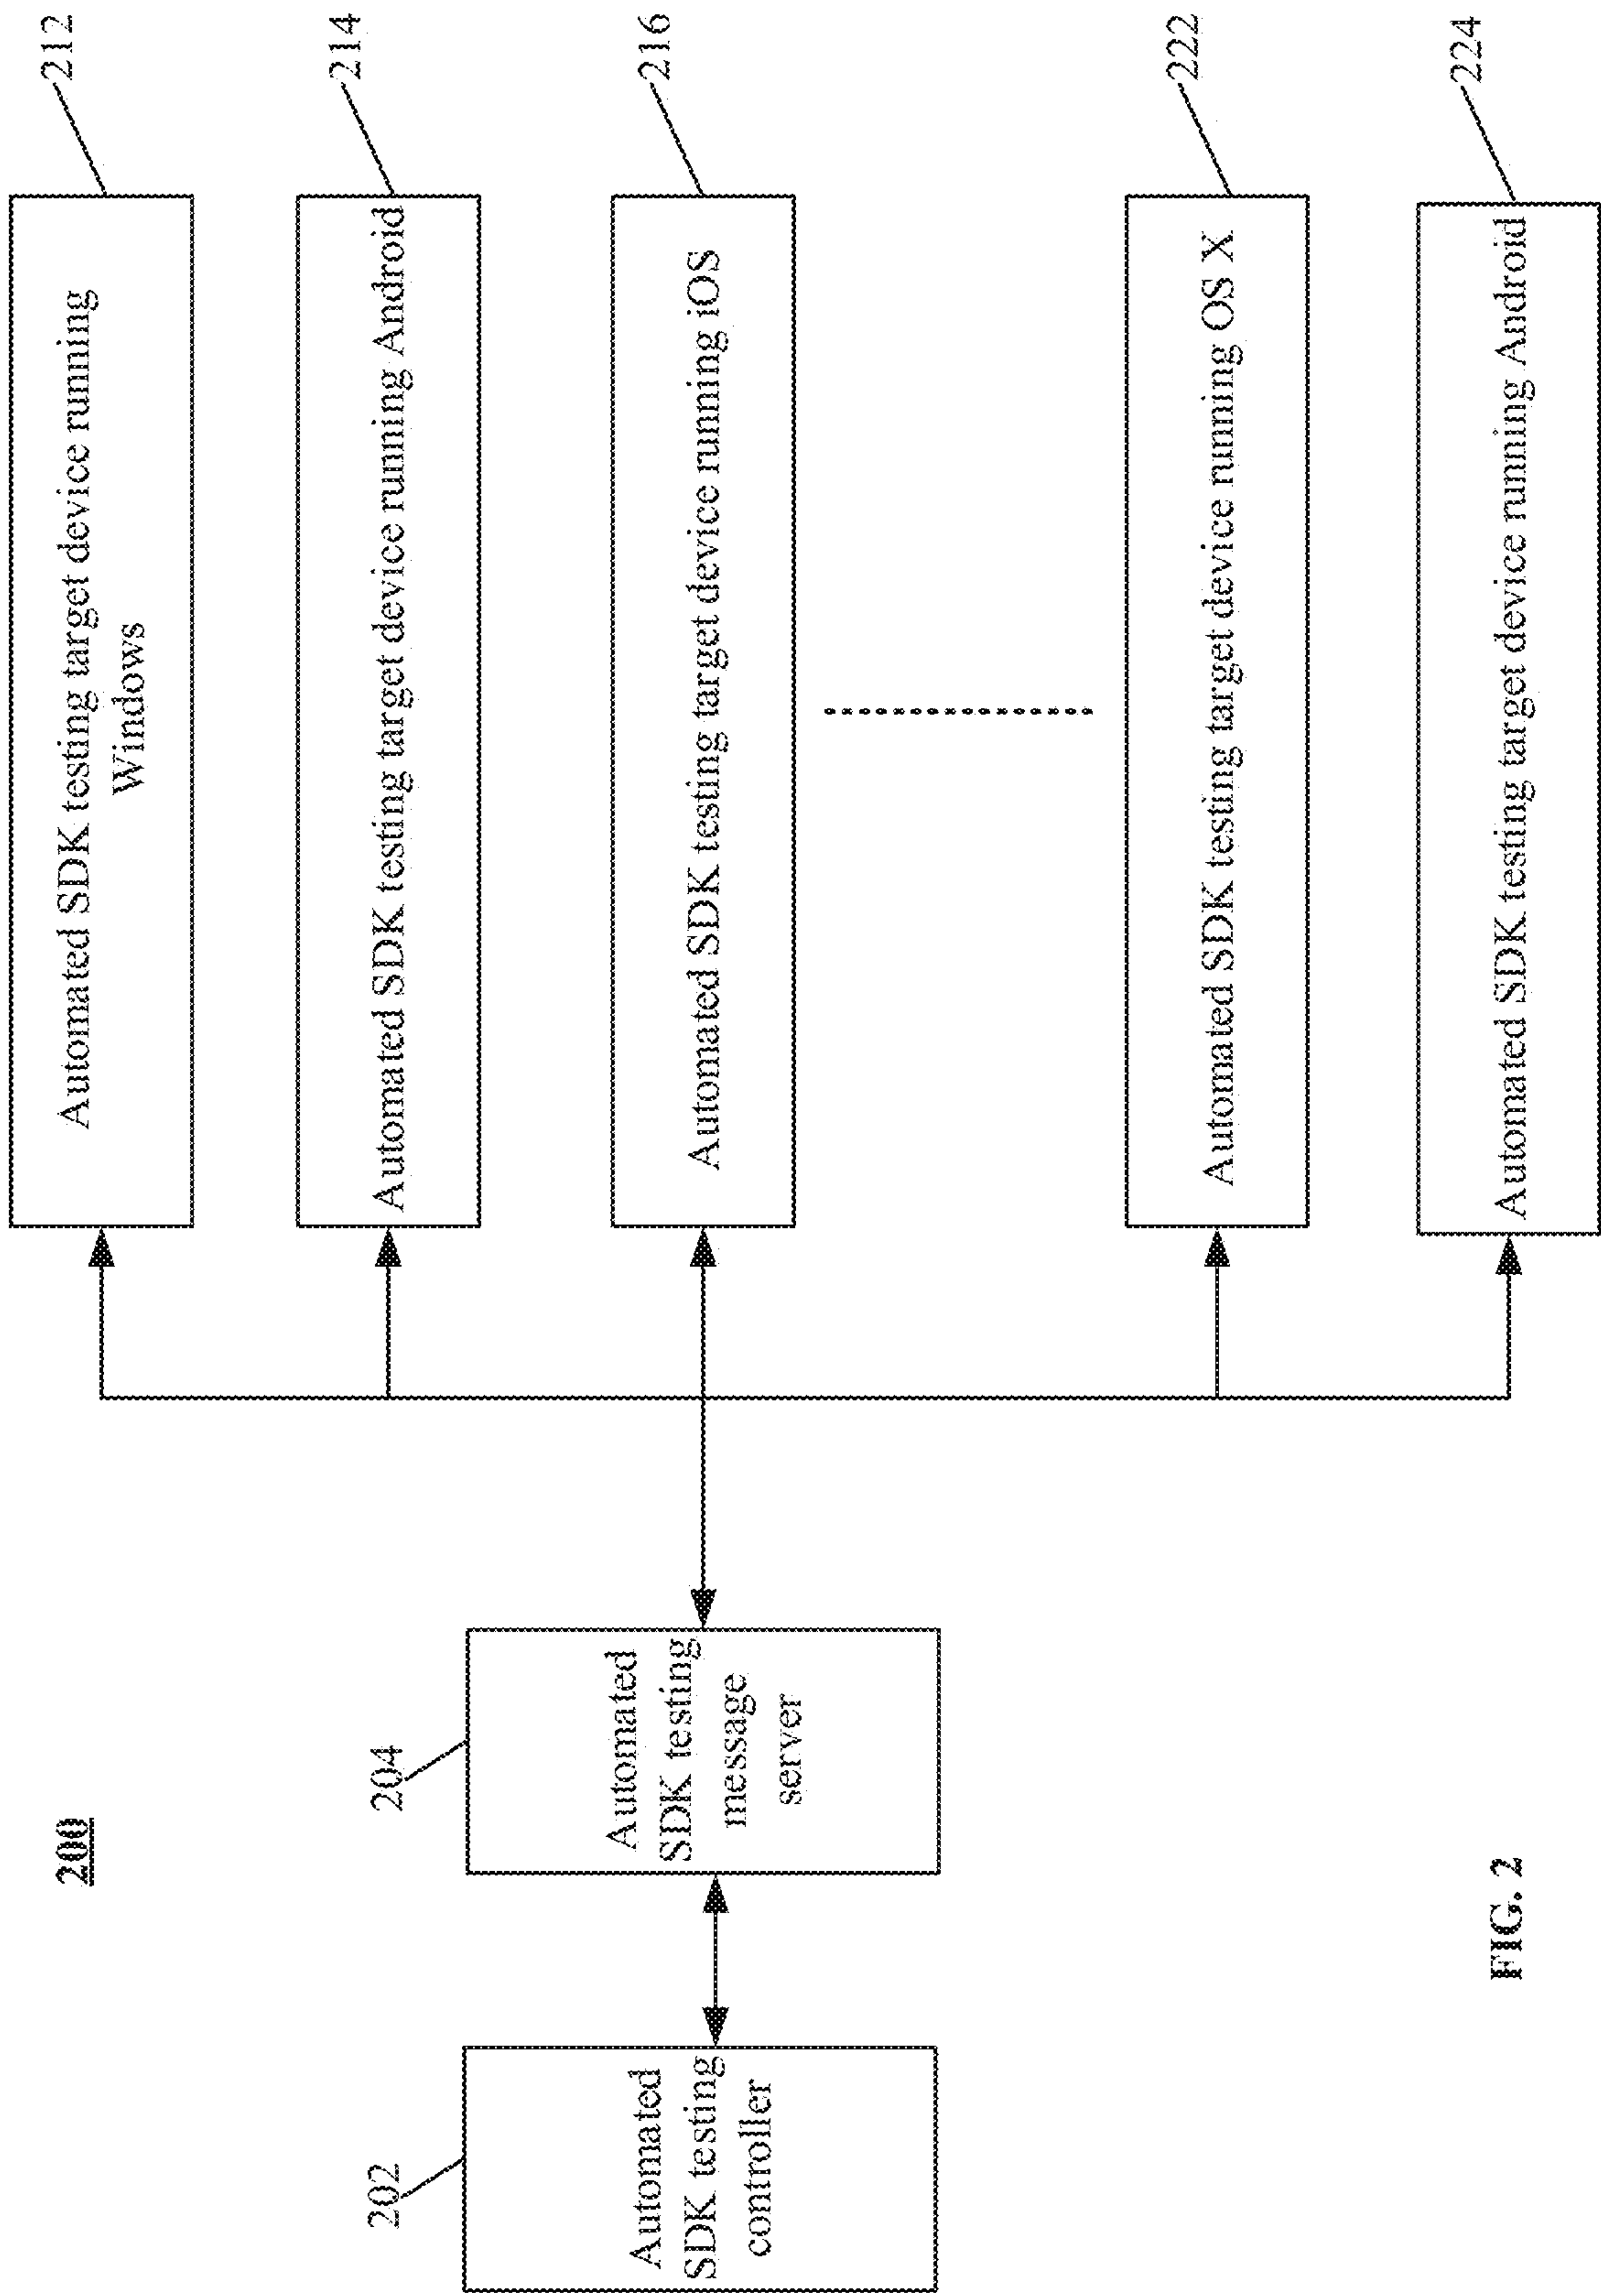 200
202
Automated
SDK testing
controller
204
Automated
SDK testing
message
server
Automated SDK testing target device running
Windows
212
Automated SDK testing target device running Android
214
Automated SDK testing target device running iOS
216
Automated SDK testing target device running OS X
222
Automated SDK testing target device running Android
224
FIG. 2